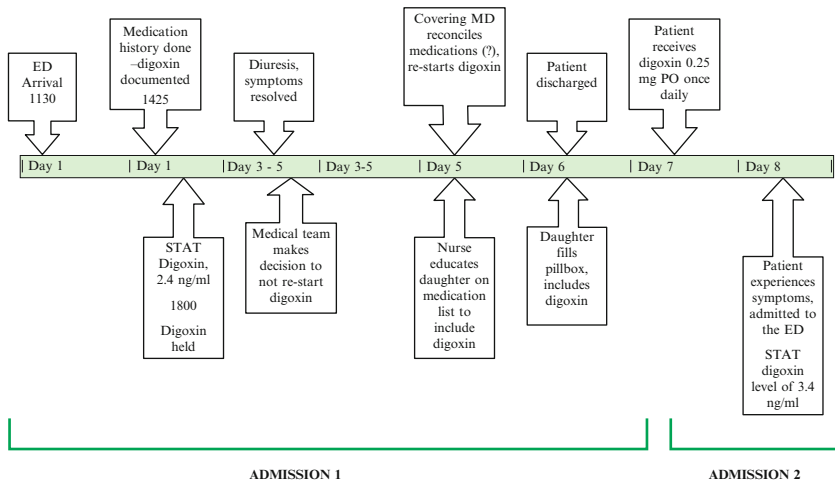 ED
Arrival
1130
Medication
history done
–digoxin
documented
1425
Diuresis,
symptoms
resolved
Covering MD
reconciles
medications (?),
re-starts digoxin
Patient
discharged
Patient
receives
digoxin 0.25
mg PO once
daily
Day 1
Day 1
Day 3 - 5
Day 3-5
Day 5
Day 6
Day 7
Day 8
STAT
Digoxin,
2.4 ng/ml
1800
Digoxin
held
Medical team
makes
decision to
not re-start
digoxin
Nurse
educates
daughter on
medication
list to
include
digoxin
Daughter
fills
pillbox,
includes
digoxin
Patient
experiences
symptoms,
admitted to
the ED
STAT
digoxin
level of 3.4
ng/ml
ADMISSION 1
ADMISSION 2